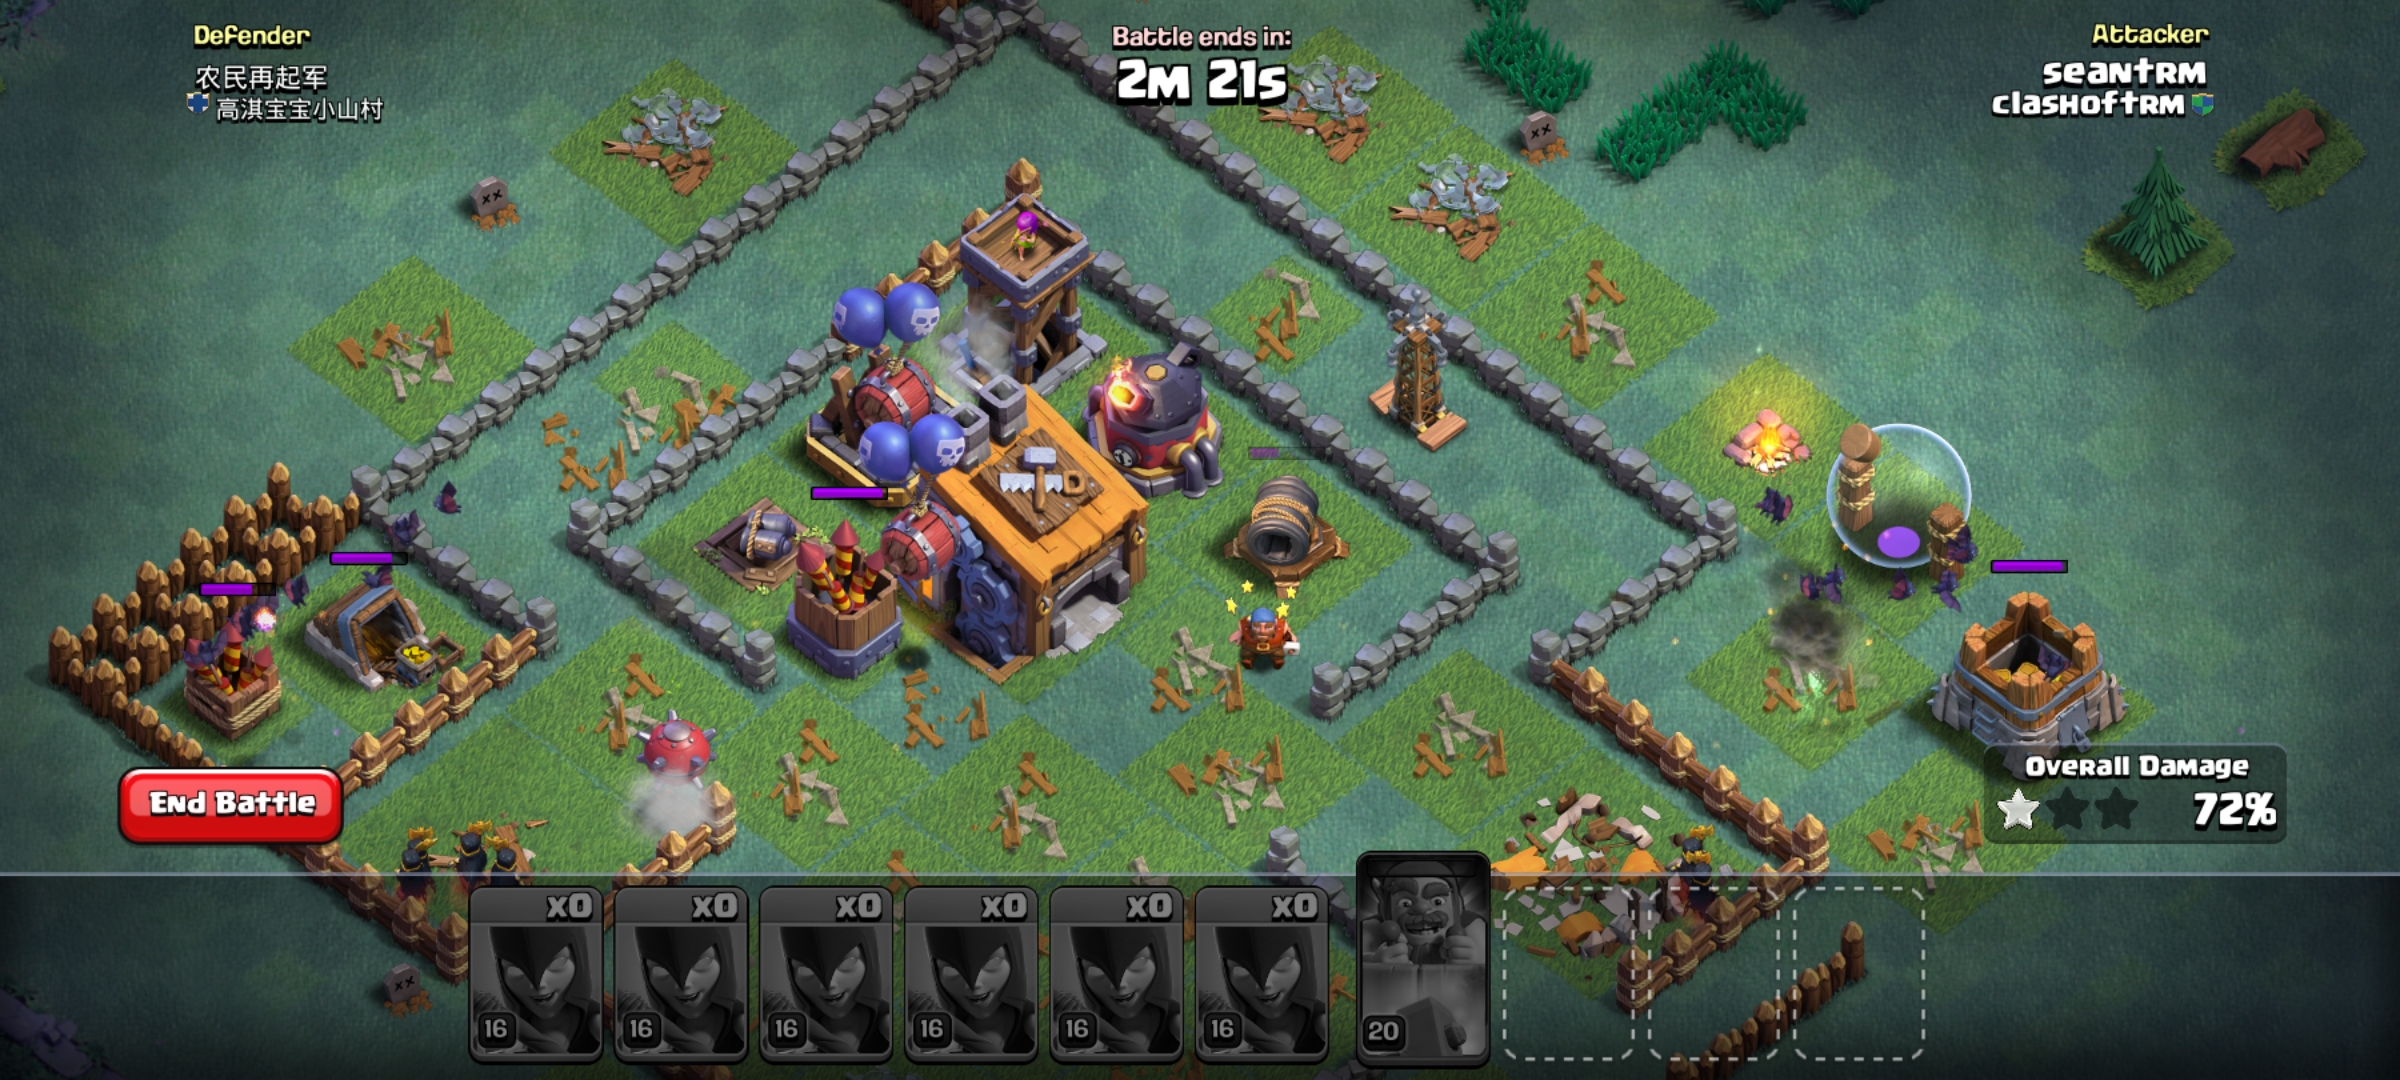 Defender
农民再起军
高淇宝宝小山村
Battle ends in:
2M 21s
Attacker
seantRM
clashoftRM
End Battle
Overall Damage
72%
x0
x0
x0
x0
x0
x0
16
16
16
16
16
16
20